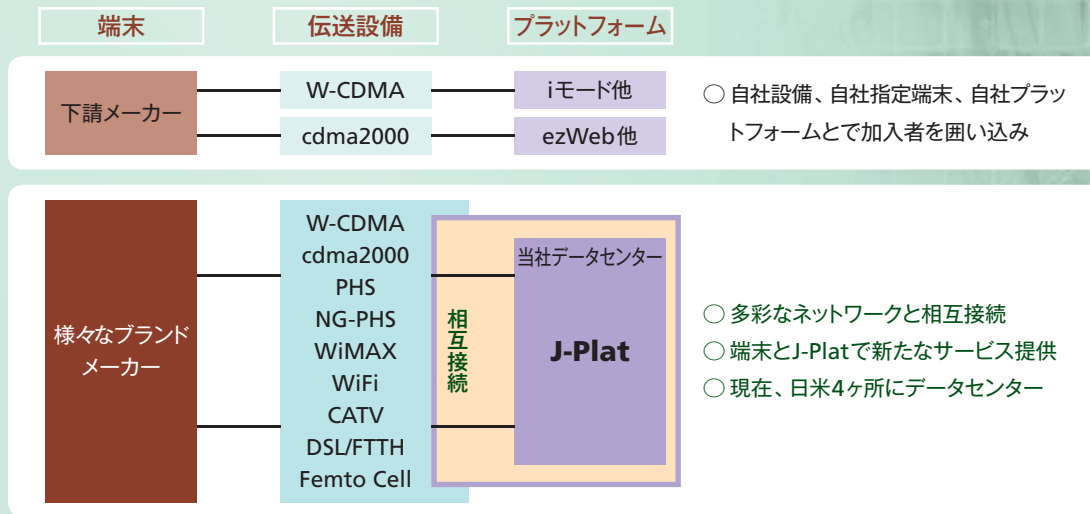 端末
伝送設備
プラットフォーム
下請メーカー
W-CDMA
iモード他
cdma2000
ezWeb他
○ 自社設備、自社指定端末、自社プラッ
トフォームとで加入者を囲い込み
様々なブランド
メーカー
W-CDMA
cdma2000
PHS
NG-PHS
WiMAX
WiFi
CATV
DSL/FTTH
Femto Cell
相互接続
当社データセンター
J-Plat
○ 多彩なネットワークと相互接続
○ 端末とJ-Platで新たなサービス提供
○ 現在、日米4ヶ所にデータセンター